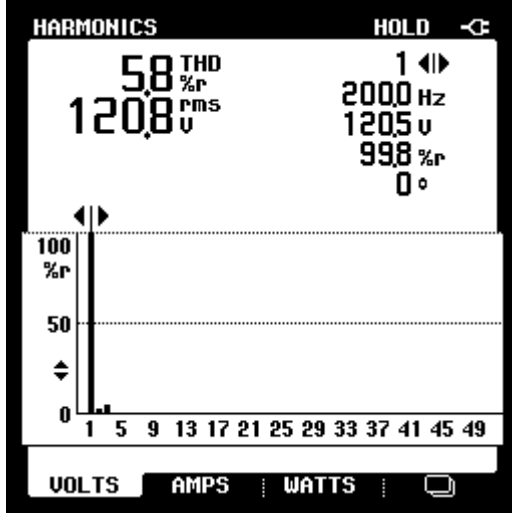 HARMONICS HOLD
5.8 THD %r
120.8 rms V
1
200.0 Hz
120.5 V
99.8 %r
0 °
100
%r
50
0
1 5 9 13 17 21 25 29 33 37 41 45 49
VOLTS AMPS WATTS